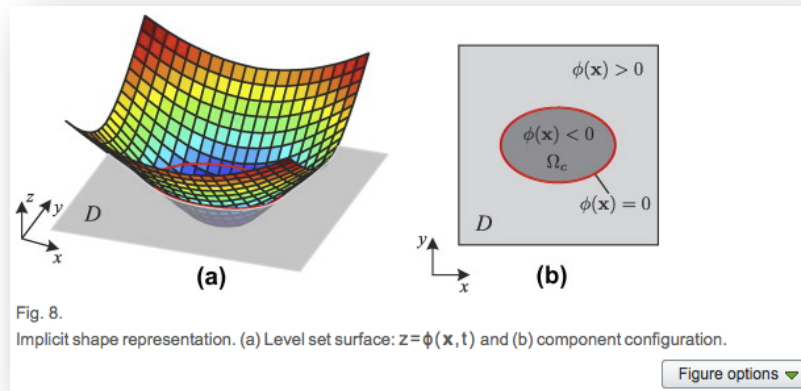 z
y
x
D
(a)
ϕ(x) > 0
ϕ(x) < 0
Ω_c
ϕ(x) = 0
D
y
x
(b)
Fig. 8.
Implicit shape representation. (a) Level set surface: z=ϕ(x,t) and (b) component configuration.
Figure options